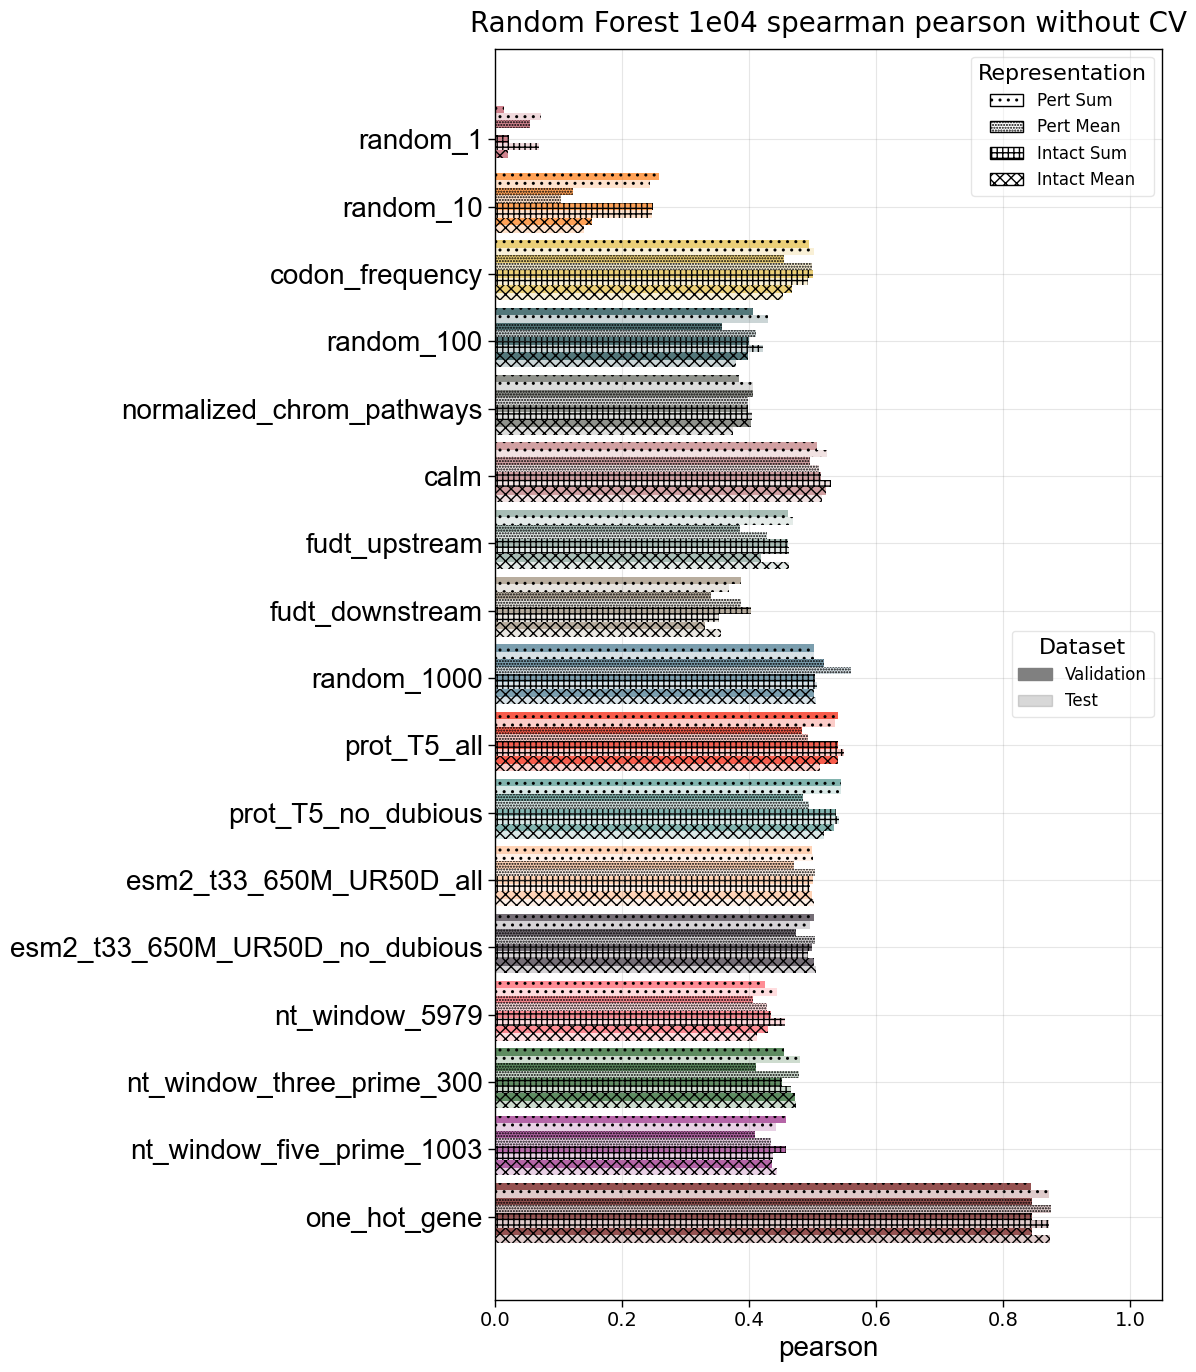 Random Forest 1e04 spearman pearson without CV
Representation
Pert Sum
Pert Mean
Intact Sum
Intact Mean
random_1
random_10
codon_frequency
random_100
normalized_chrom_pathways
calm
fudt_upstream
fudt_downstream
random_1000
Dataset
Validation
Test
prot_T5_all
prot_T5_no_dubious
esm2_t33_650M_UR50D_all
esm2_t33_650M_UR50D_no_dubious
nt_window_5979
nt_window_three_prime_300
nt_window_five_prime_1003
one_hot_gene
0.0 0.2 0.4 0.6 0.8 1.0
pearson